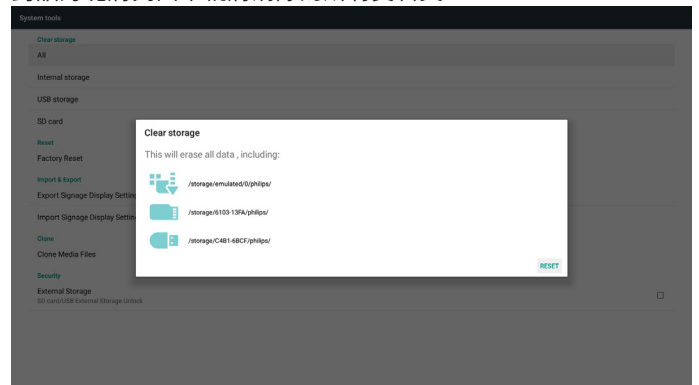 System tools
Clear storage
All
Internal storage
USB storage
SD card
Reset
Factory Reset
Import & Export
Export Signage Display Setting
Import Signage Display Settin
Clone
Clone Media Files
Security
External Storage
SD card/USB External Storage Unlock
Clear storage
This will erase all data , including:
/storage/emulated/0/philips/
/storage/6103-13FA/philips/
/storage/C4B1-6BCF/philips/
RESET